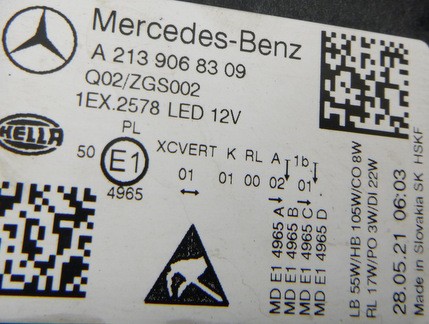 Mercedes-Benz
A 213 906 83 09
Q02/ZGS002
1EX.2578 LED 12V
HELLA
PL
50
E1
XCVERT K RL A 1b
01 01 00 02 01
4965
MD E1 4965 A
MD E1 4965 B
MD E1 4965 C
MD E1 4965 D
LB 55W/HB 105W/CO 8W
RL 17W/PO 3W/DI 22W
28.05.21 06:03
Made in Slovakia SK HSKF